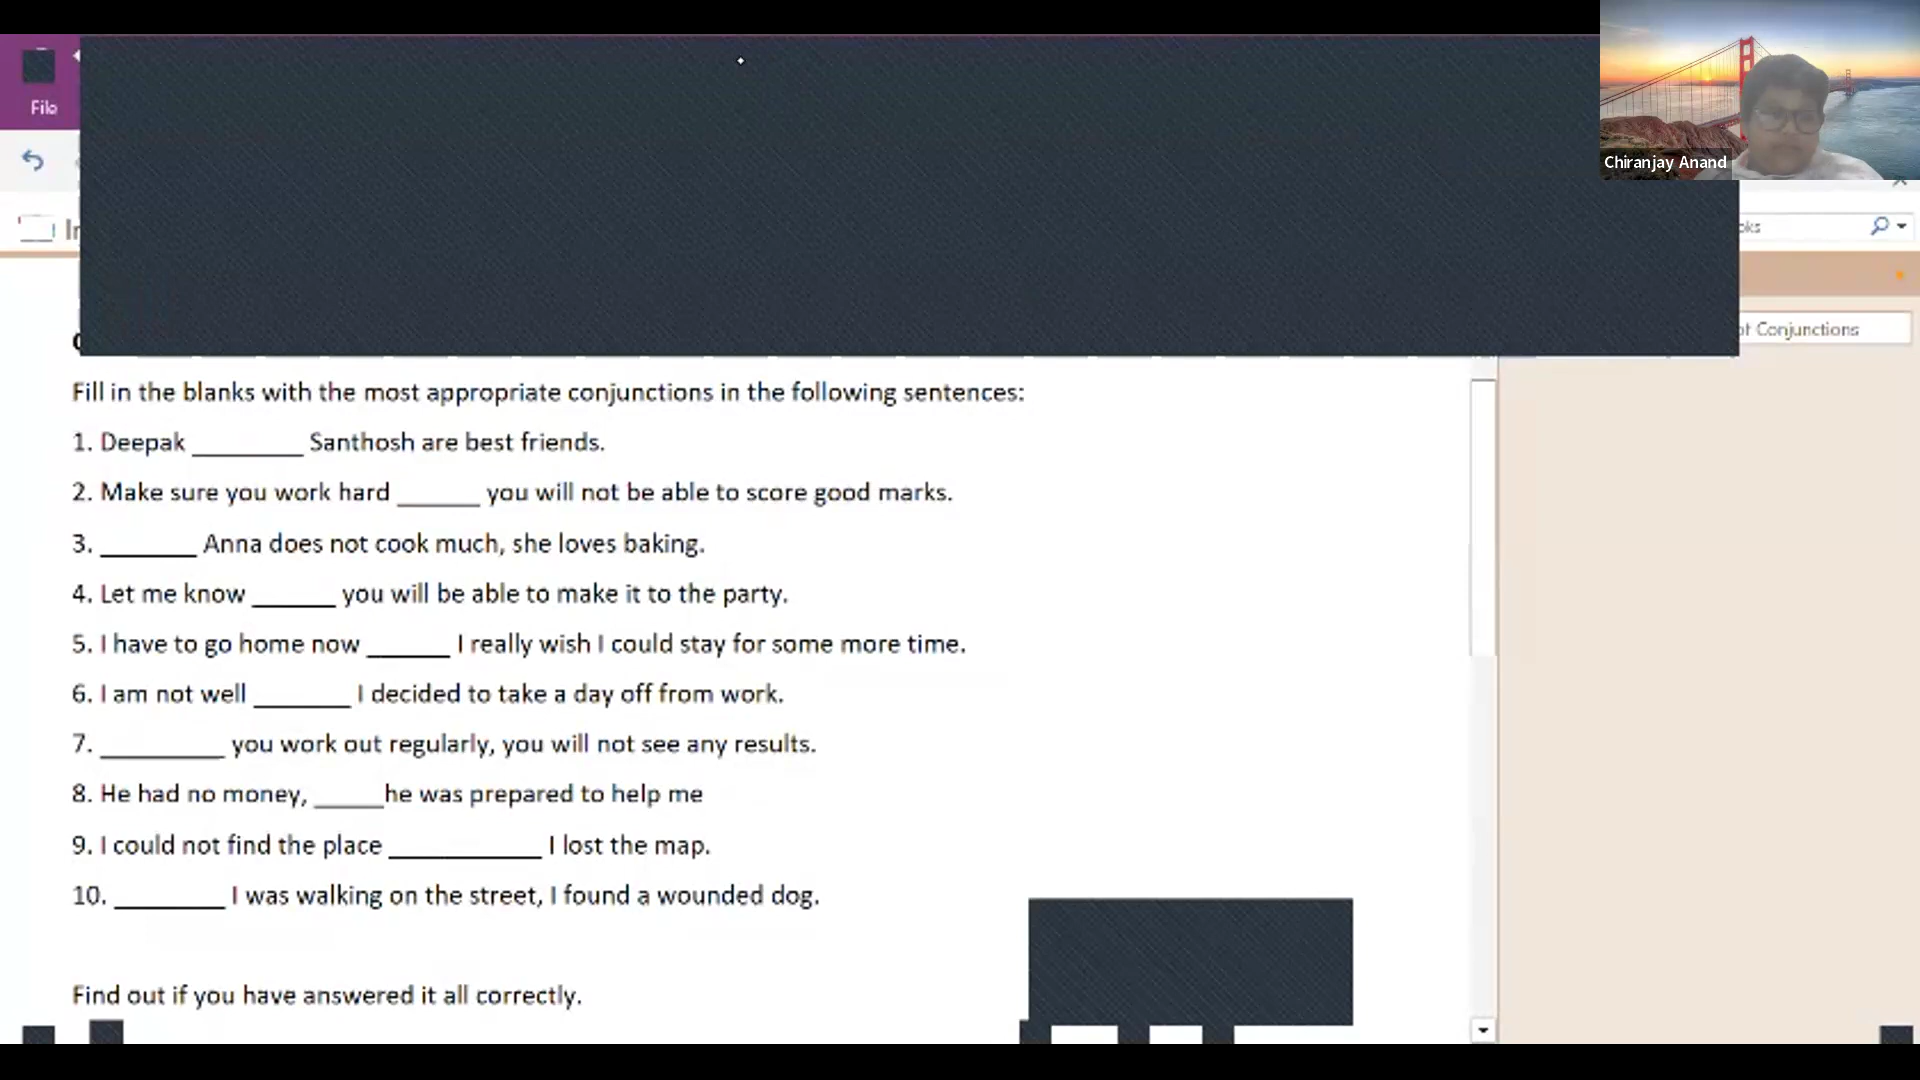 Chiranjay Anand
File
of Conjunctions
Fill in the blanks with the most appropriate conjunctions in the following sentences:
1. Deepak ________ Santhosh are best friends.
2. Make sure you work hard ______ you will not be able to score good marks.
3. _______ Anna does not cook much, she loves baking.
4. Let me know ______ you will be able to make it to the party.
5. I have to go home now ______ I really wish I could stay for some more time.
6. I am not well _______ I decided to take a day off from work.
7. _________ you work out regularly, you will not see any results.
8. He had no money, _____he was prepared to help me
9. I could not find the place ___________ I lost the map.
10. ________ I was walking on the street, I found a wounded dog.
Find out if you have answered it all correctly.